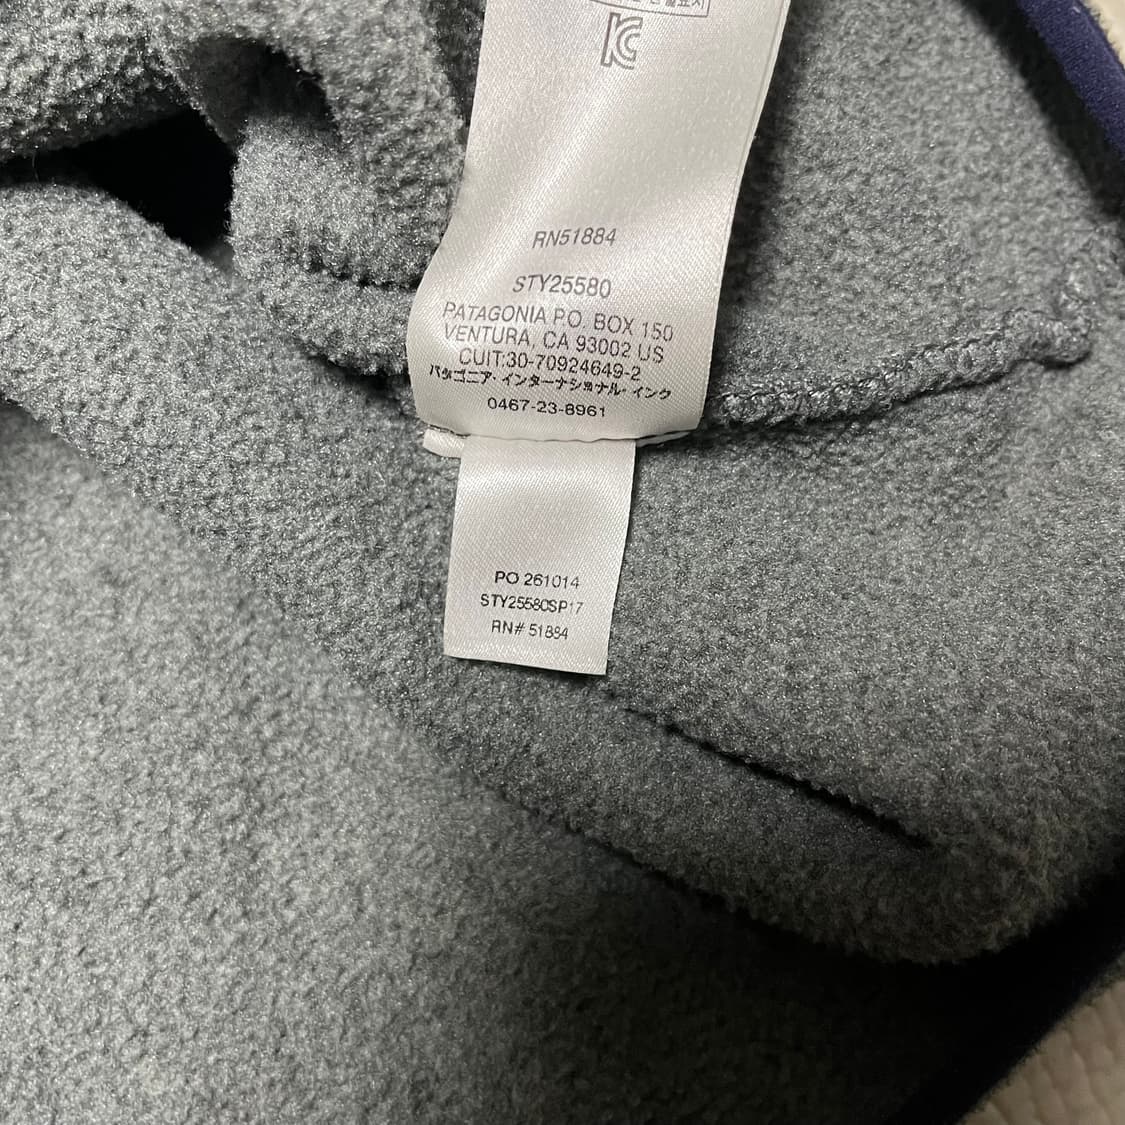 KC
RN51884
STY25580
PATAGONIA P.O. BOX 150
VENTURA, CA 93002 US
CUIT:30-70924649-2
パタゴニア・インターナショナル・インク
0467-23-8961
PO 261014
STY25580SP17
RN# 51884